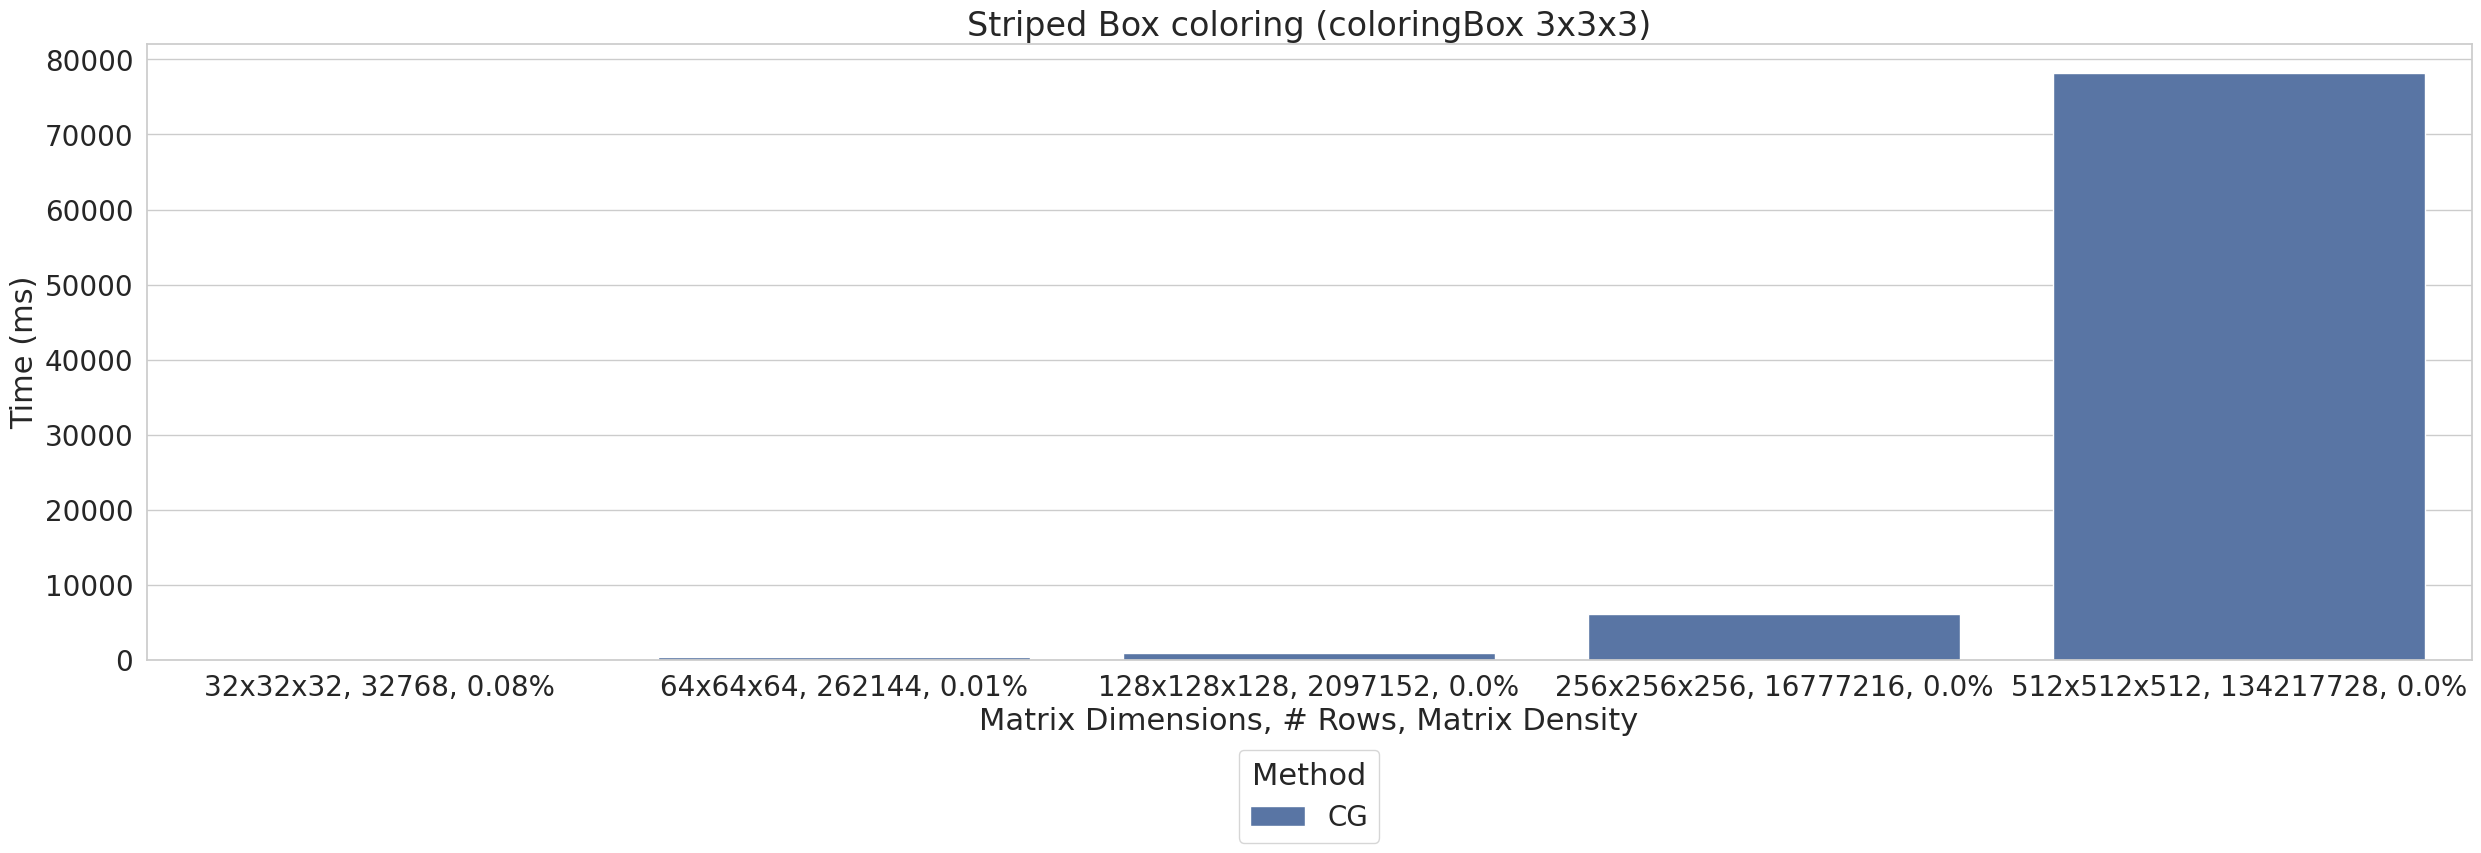 Striped Box coloring (coloringBox 3x3x3)
80000
70000
60000
50000
40000
30000
20000
10000
0
Time (ms)
32x32x32, 32768, 0.08%
64x64x64, 262144, 0.01%
128x128x128, 2097152, 0.0%
256x256x256, 16777216, 0.0%
512x512x512, 134217728, 0.0%
Matrix Dimensions, # Rows, Matrix Density
Method
CG